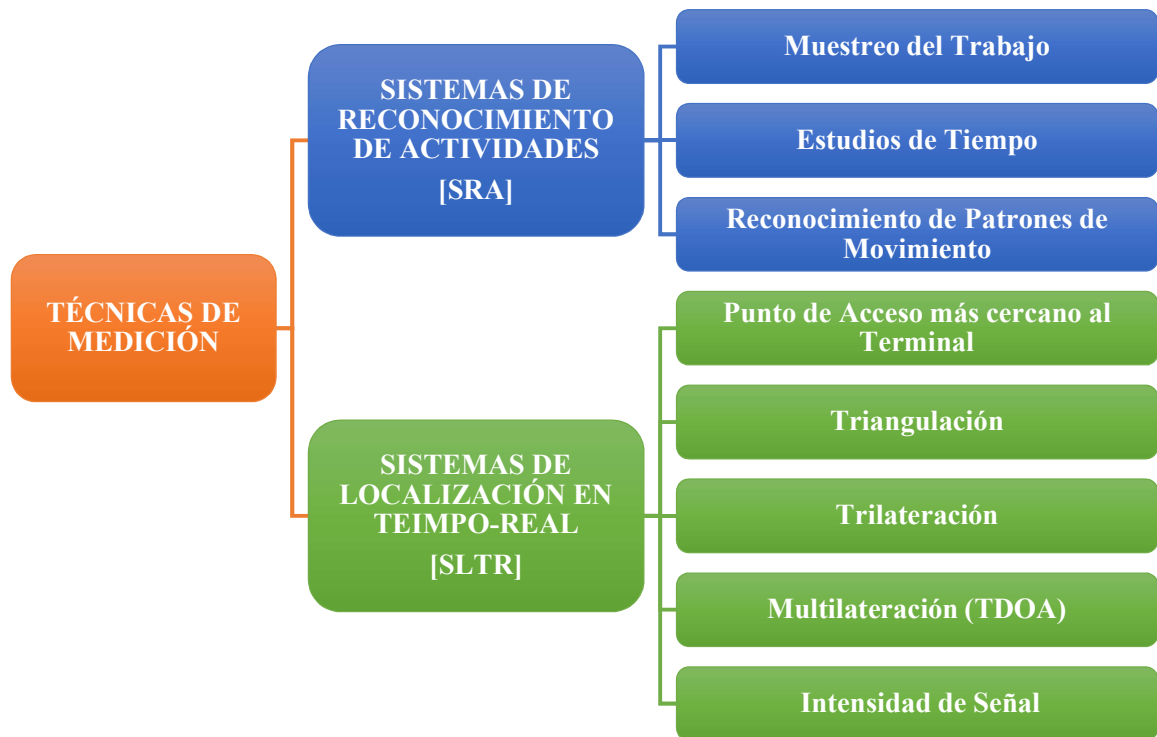 TÉCNICAS DE
MEDICIÓN
SISTEMAS DE
RECONOCIMIENTO
DE ACTIVIDADES
[SRA]
Muestreo del Trabajo
Estudios de Tiempo
Reconocimiento de Patrones de
Movimiento
SISTEMAS DE
LOCALIZACIÓN EN
TEIMPO-REAL
[SLTR]
Punto de Acceso más cercano al
Terminal
Triangulación
Trilateración
Multilateración (TDOA)
Intensidad de Señal